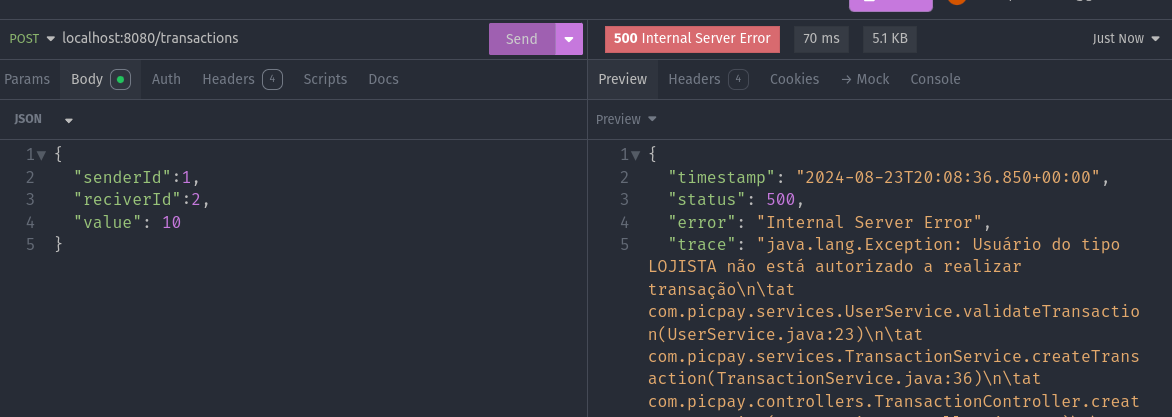 POST localhost:8080/transactions Send
500 Internal Server Error 70 ms 5.1 KB Just Now
Params Body Auth Headers 4 Scripts Docs
Preview Headers 4 Cookies → Mock Console
JSON
Preview
1 {
2 "senderId":1,
3 "reciverId":2,
4 "value": 10
5 }
1 {
2 "timestamp": "2024-08-23T20:08:36.850+00:00",
3 "status": 500,
4 "error": "Internal Server Error",
5 "trace": "java.lang.Exception: Usuário do tipo
LOJISTA não está autorizado a realizar
transação\n\tat
com.picpay.services.UserService.validateTransactio
n(UserService.java:23)\n\tat
com.picpay.services.TransactionService.createTrans
action(TransactionService.java:36)\n\tat
com.picpay.controllers.TransactionController.creat